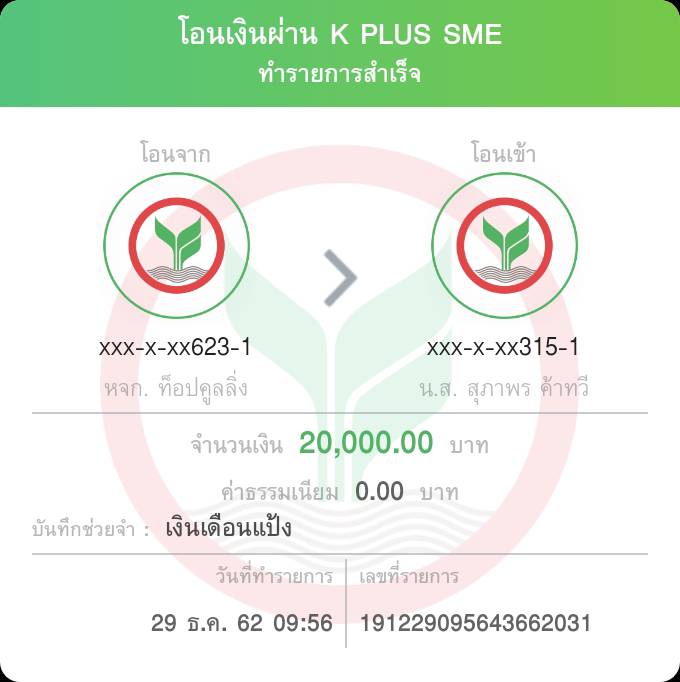 โอนเงินผ่าน K PLUS SME
ทำรายการสำเร็จ
โอนจาก โอนเข้า
xxx-x-xx623-1 xxx-x-xx315-1
หจก. ท็อปคูลลิ่ง น.ส. สุภาพร ค้าทวี
จำนวนเงิน 20,000.00 บาท
ค่าธรรมเนียม 0.00 บาท
บันทึกช่วยจำ : เงินเดือนแป้ง
วันที่ทำรายการ เลขที่รายการ
29 ธ.ค. 62 09:56 191229095643662031